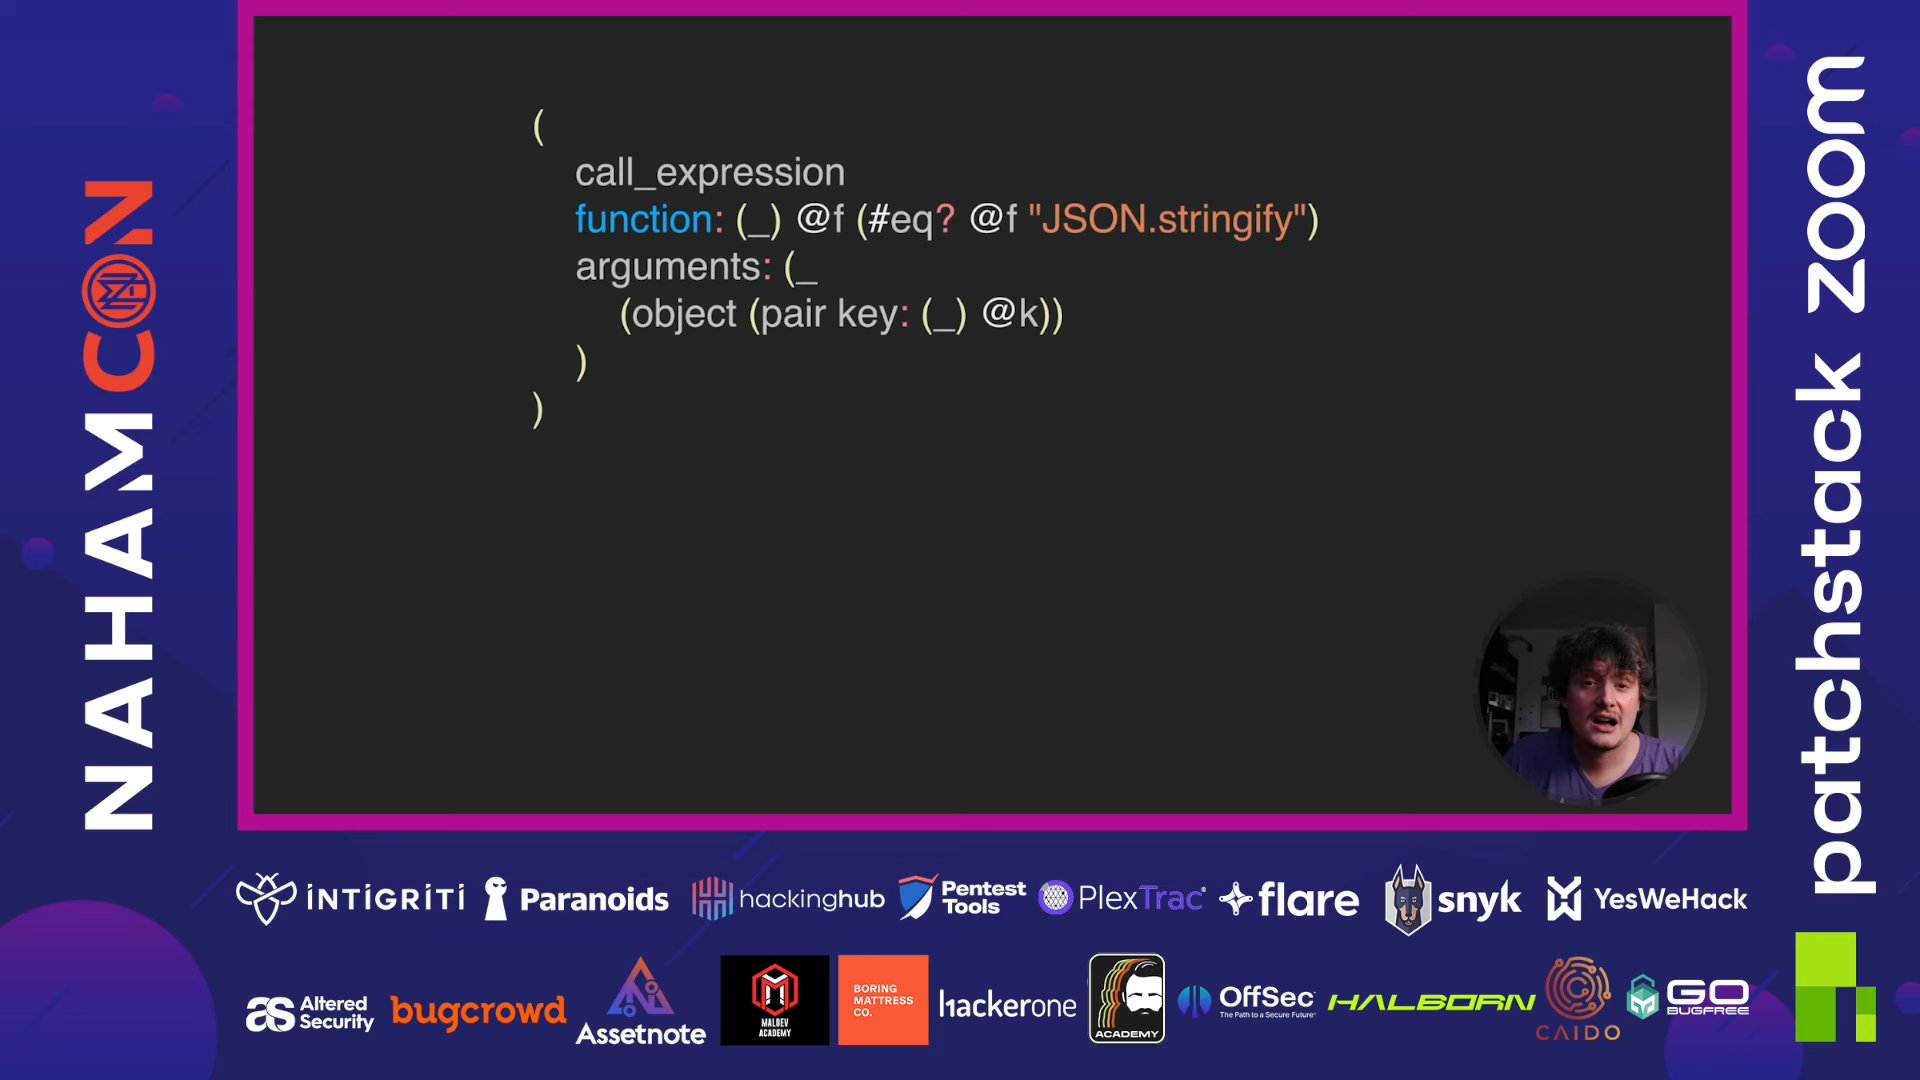 (
call_expression
function: (_) @f (#eq? @f "JSON.stringify")
arguments: (_
(object (pair key: (_) @k))
)
)
NAHAMCON
patchstack zoom
INTIGRITI
Paranoids
hackinghub
Pentest
Tools
PlexTrac
flare
snyk
YesWeHack
as Altered
Security
bugcrowd
Assetnote
MALDEV
ACADEMY
BORING
MATTRESS
CO.
hackerone
ACADEMY
OffSec
The Path to a Secure Future
HALBORN
CAIDO
GO
BUGFREE